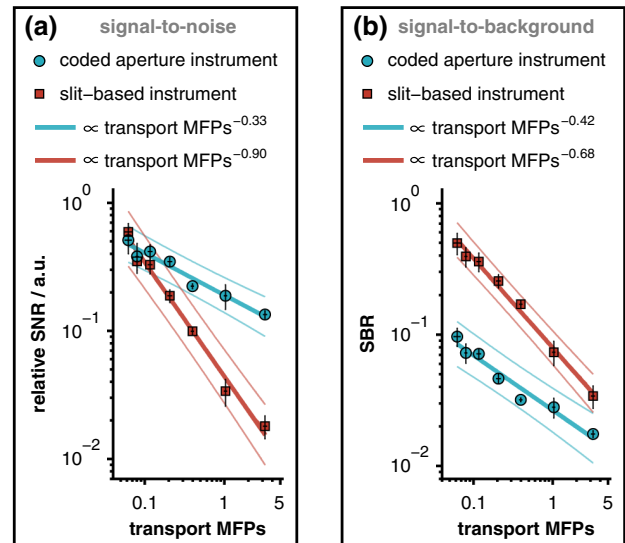 (a) signal-to-noise
coded aperture instrument
slit-based instrument
∝ transport MFPs^−0.33
∝ transport MFPs^−0.90
10^0
10^−1
10^−2
relative SNR / a.u.
0.1 1 5
transport MFPs
(b) signal-to-background
coded aperture instrument
slit-based instrument
∝ transport MFPs^−0.42
∝ transport MFPs^−0.68
10^0
10^−1
10^−2
SBR
0.1 1 5
transport MFPs